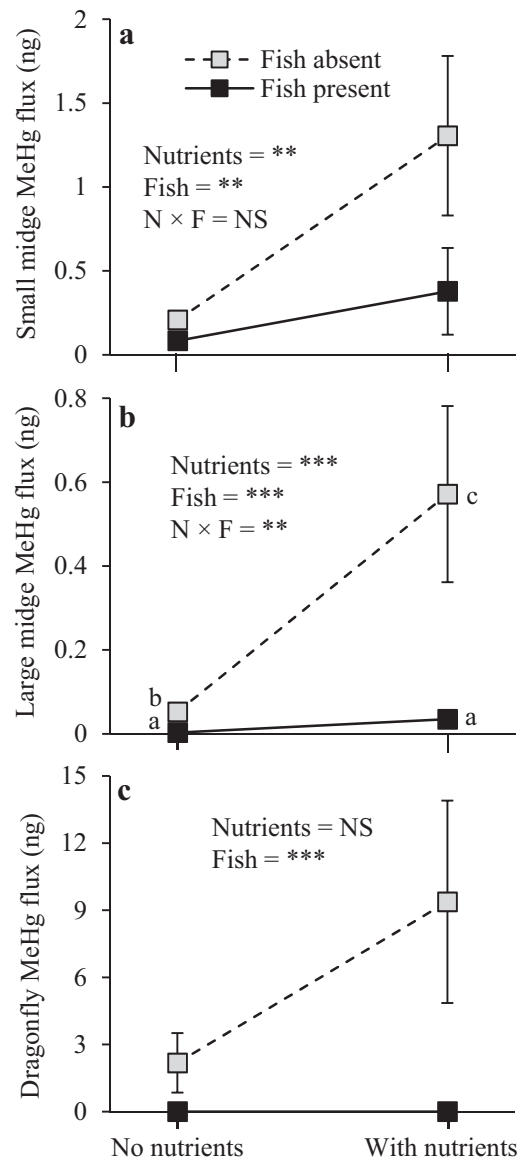 a
Fish absent
Fish present
Nutrients = **
Fish = **
N × F = NS
Small midge MeHg flux (ng)
2
1.5
1
0.5
0
b
Nutrients = ***
Fish = ***
N × F = **
Large midge MeHg flux (ng)
0.8
0.6
0.4
0.2
0
c
b
a
a
c
Nutrients = NS
Fish = ***
Dragonfly MeHg flux (ng)
15
12
9
6
3
0
No nutrients
With nutrients